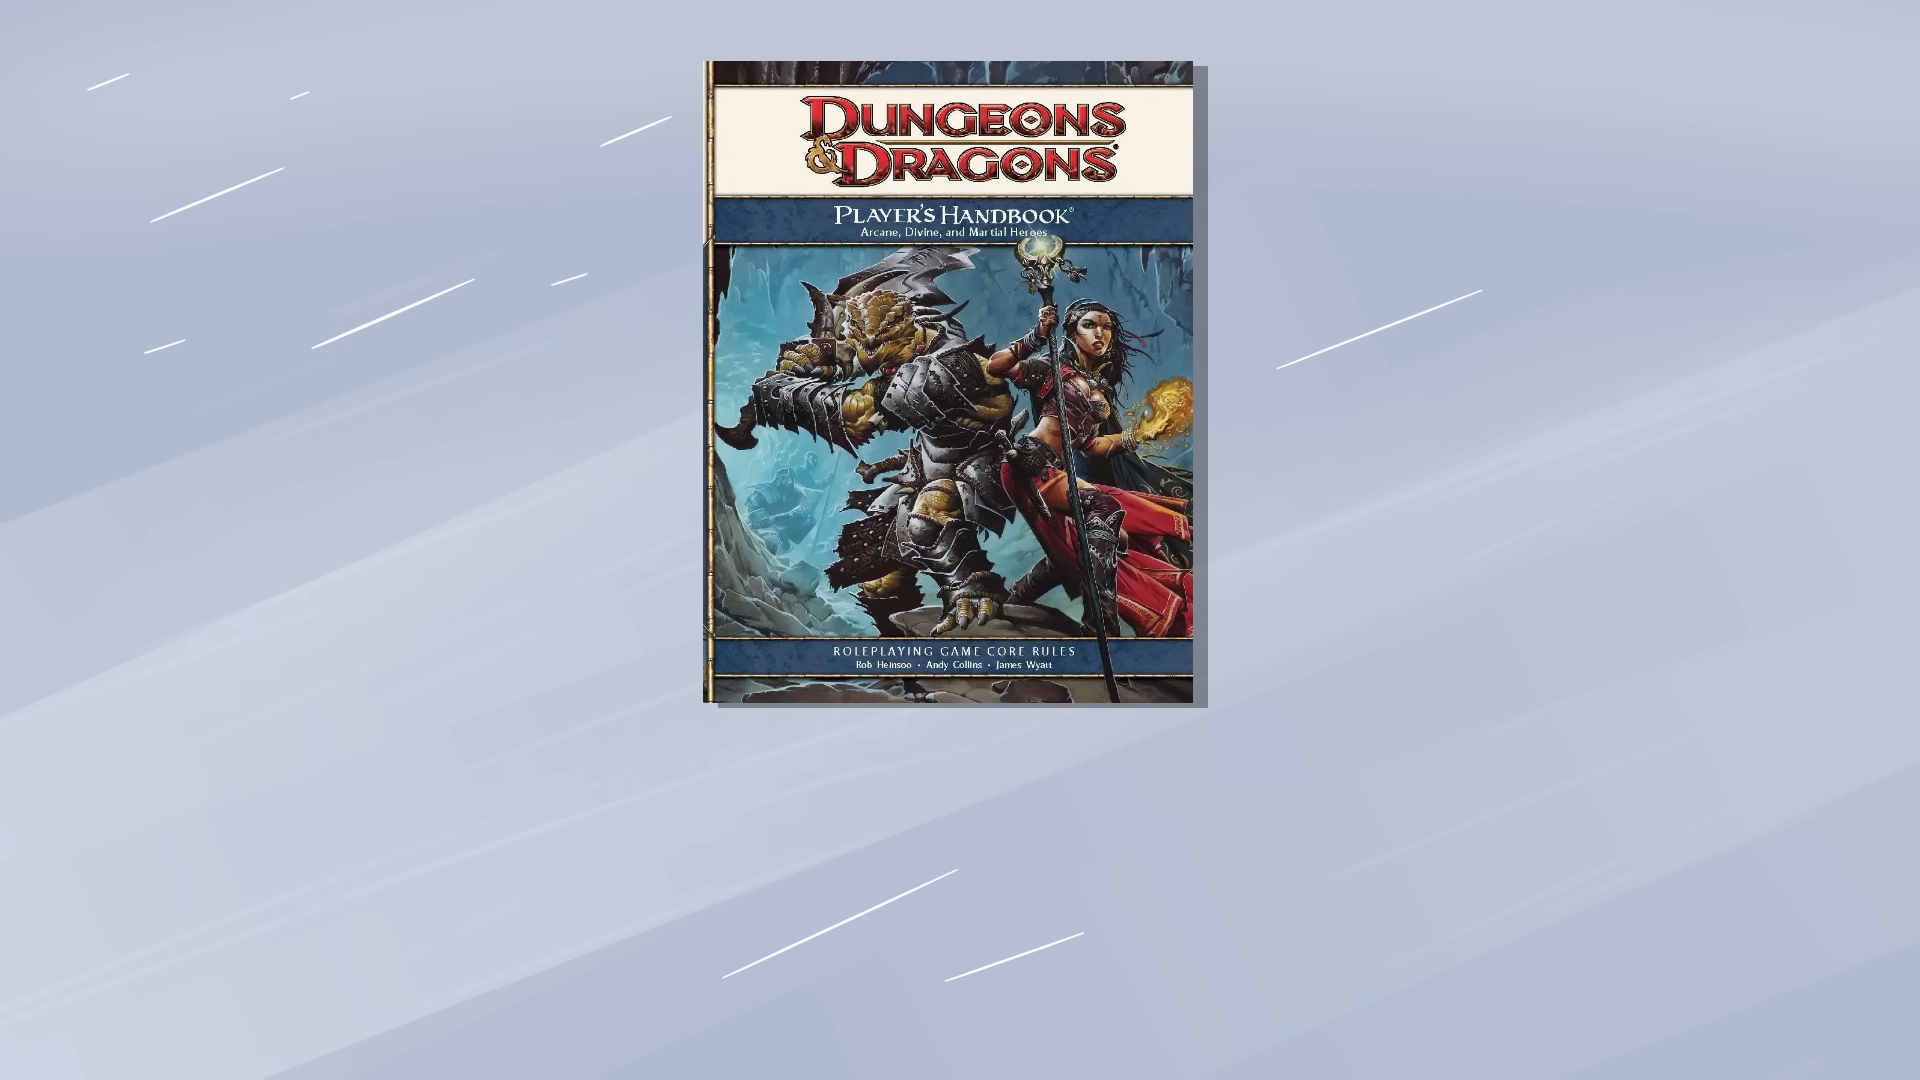 DUNGEONS
& DRAGONS®
PLAYER'S HANDBOOK®
Arcane, Divine, and Martial Heroes
ROLEPLAYING GAME CORE RULES
Rob Heinsoo • Andy Collins • James Wyatt